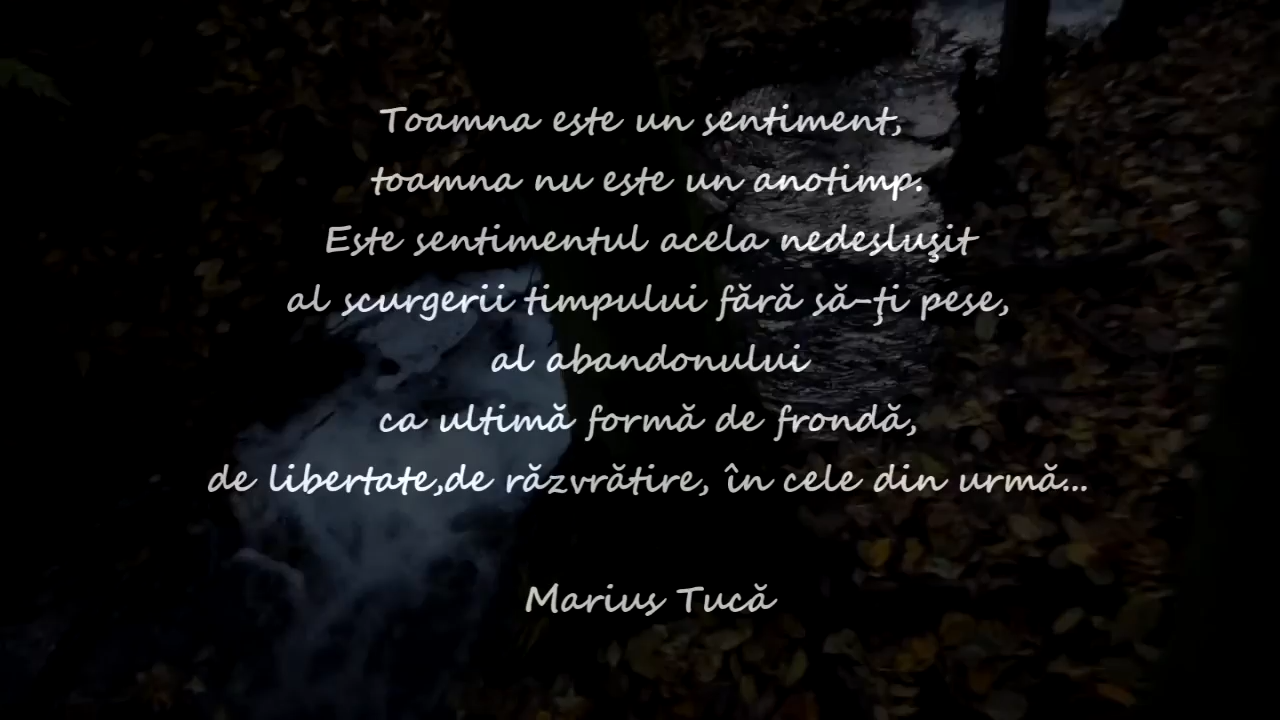 Toamna este un sentiment,
toamna nu este un anotimp.
Este sentimentul acela nedesluşit
al scurgerii timpului fără să-ţi pese,
al abandonului
ca ultimă formă de frondă,
de libertate,de răzvrătire, în cele din urmă...
Marius Tucă